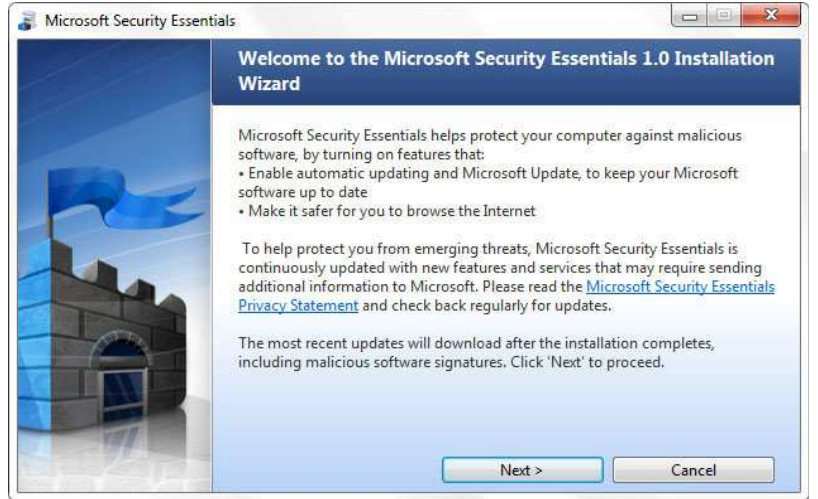 Microsoft Security Essentials
Welcome to the Microsoft Security Essentials 1.0 Installation
Wizard
Microsoft Security Essentials helps protect your computer against malicious
software, by turning on features that:
• Enable automatic updating and Microsoft Update, to keep your Microsoft
software up to date
• Make it safer for you to browse the Internet
To help protect you from emerging threats, Microsoft Security Essentials is
continuously updated with new features and services that may require sending
additional information to Microsoft. Please read the Microsoft Security Essentials
Privacy Statement and check back regularly for updates.
The most recent updates will download after the installation completes,
including malicious software signatures. Click 'Next' to proceed.
Next >
Cancel